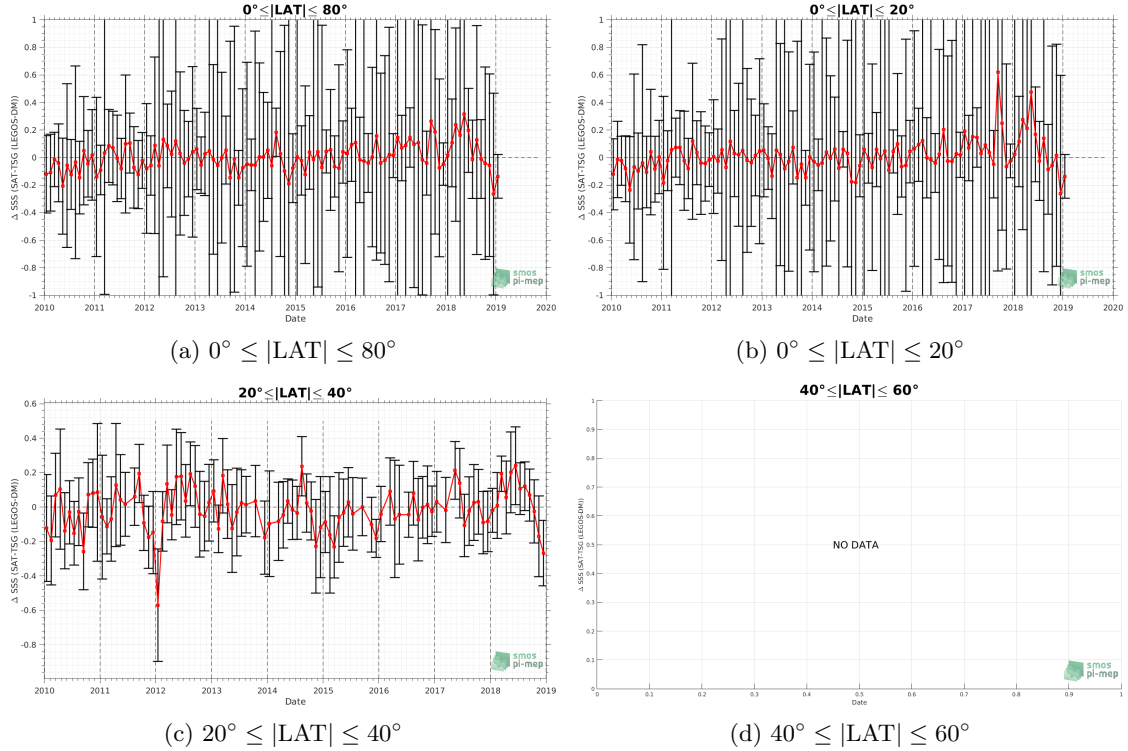 0°≤|LAT|≤ 80°
Δ SSS (SAT-TSG (LEGOS-DM))
1
0.8
0.6
0.4
0.2
0
-0.2
-0.4
-0.6
-0.8
-1
2010 2011 2012 2013 2014 2015 2016 2017 2018 2019 2020
Date
smos
pi-mep
(a) 0° ≤ |LAT| ≤ 80°
0°≤|LAT|≤ 20°
Δ SSS (SAT-TSG (LEGOS-DM))
1
0.8
0.6
0.4
0.2
0
-0.2
-0.4
-0.6
-0.8
-1
2010 2011 2012 2013 2014 2015 2016 2017 2018 2019 2020
Date
smos
pi-mep
(b) 0° ≤ |LAT| ≤ 20°
20°≤|LAT|≤ 40°
Δ SSS (SAT-TSG (LEGOS-DM))
0.6
0.4
0.2
0
-0.2
-0.4
-0.6
-0.8
2010 2011 2012 2013 2014 2015 2016 2017 2018 2019
Date
smos
pi-mep
(c) 20° ≤ |LAT| ≤ 40°
40°≤|LAT|≤ 60°
Δ SSS (SAT-TSG (LEGOS-DM))
1
0.9
0.8
0.7
0.6
0.5
0.4
0.3
0.2
0.1
0
NO DATA
0 0.1 0.2 0.3 0.4 0.5 0.6 0.7 0.8 0.9 1
Date
smos
pi-mep
(d) 40° ≤ |LAT| ≤ 60°